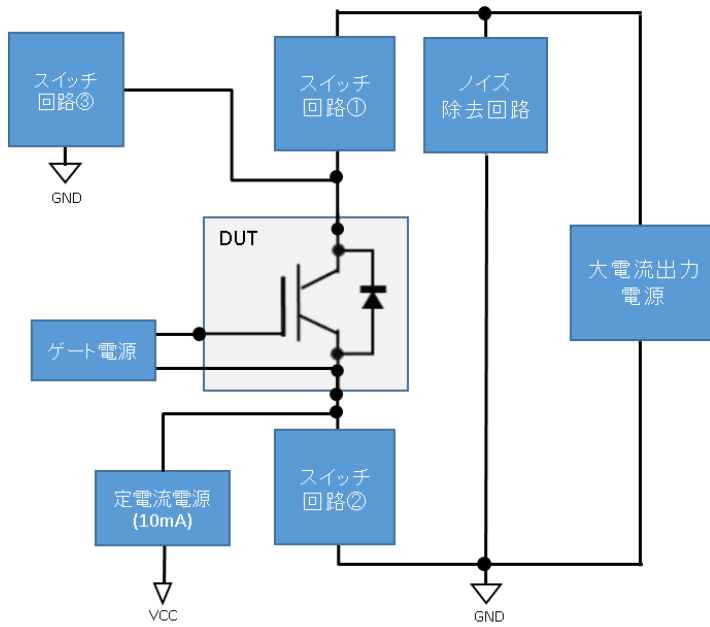 スイッチ
回路③
GND
スイッチ
回路①
ノイズ
除去回路
DUT
大電流出力
電源
ゲート電源
定電流電源
(10mA)
VCC
スイッチ
回路②
GND